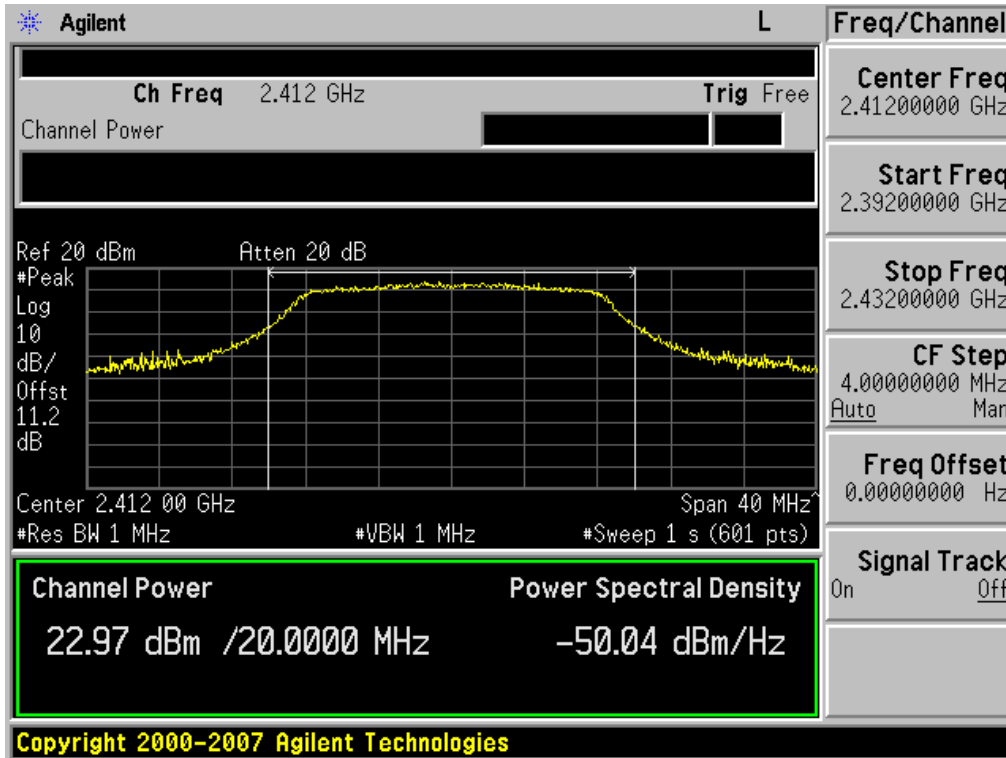 Agilent L Freq/Channel
Ch Freq 2.412 GHz Trig Free
Channel Power
Center Freq
2.41200000 GHz
Start Freq
2.39200000 GHz
Stop Freq
2.43200000 GHz
CF Step
4.00000000 MHz
Auto Man
Freq Offset
0.00000000 Hz
Signal Track
On Off
Ref 20 dBm Atten 20 dB
#Peak
Log
10
dB/
Offst
11.2
dB
Center 2.412 00 GHz Span 40 MHz^
#Res BW 1 MHz #VBW 1 MHz #Sweep 1 s (601 pts)
Channel Power Power Spectral Density
22.97 dBm /20.0000 MHz -50.04 dBm/Hz
Copyright 2000-2007 Agilent Technologies